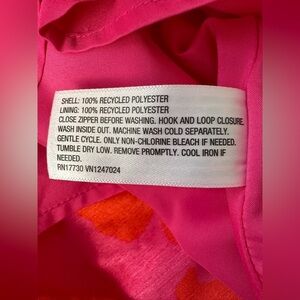 SHELL: 100% RECYCLED POLYESTER
LINING: 100% RECYCLED POLYESTER
CLOSE ZIPPER BEFORE WASHING. HOOK AND LOOP CLOSURE.
WASH INSIDE OUT. MACHINE WASH COLD SEPARATELY.
GENTLE CYCLE. ONLY NON-CHLORINE BLEACH IF NEEDED.
TUMBLE DRY LOW. REMOVE PROMPTLY. COOL IRON IF
NEEDED.
RN17730 VN1247024